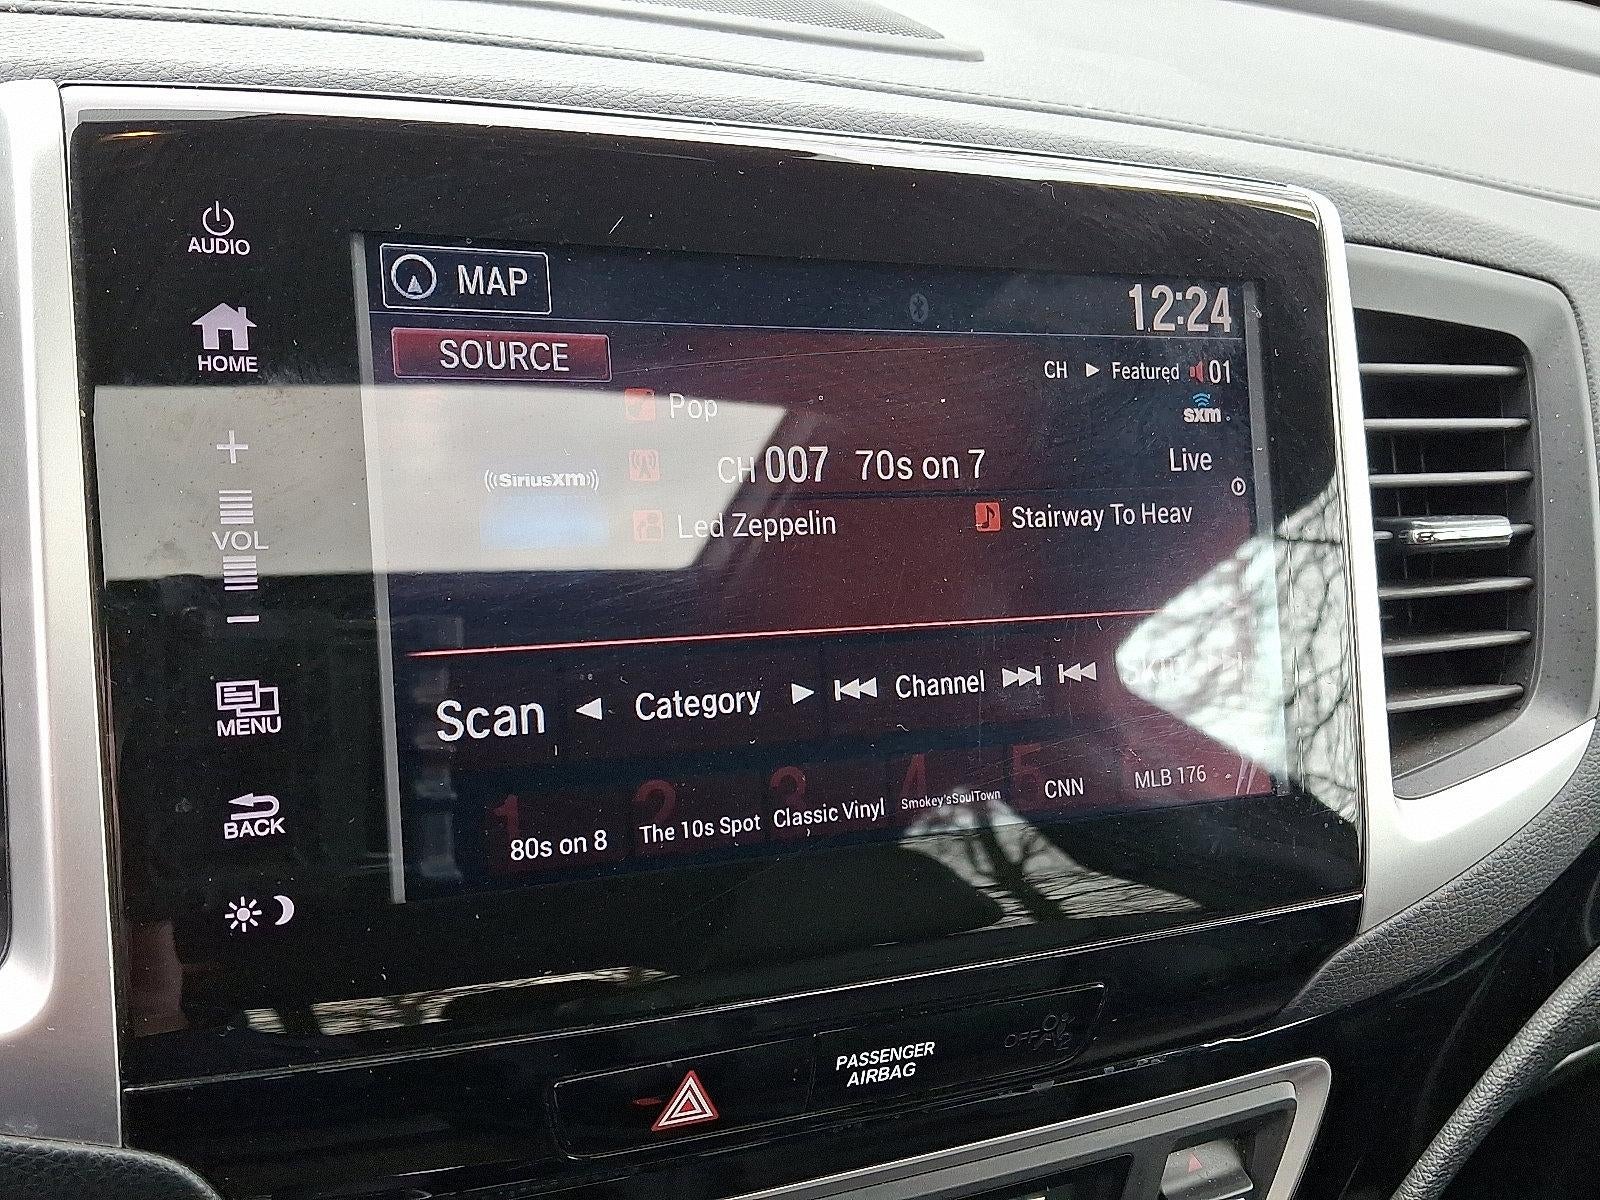 AUDIO
MAP
12:24
HOME
SOURCE
CH ▶ Featured 01
Pop
sxm
+
((SiriusXM))
CH 007 70s on 7
Live
VOL
Led Zeppelin
Stairway To Heav
−
MENU
Scan
Category
Channel
Skip
1 2 3 4 5
BACK
80s on 8
The 10s Spot
Classic Vinyl
Smokey'sSoulTown
CNN
MLB 176
PASSENGER
AIRBAG
OFF